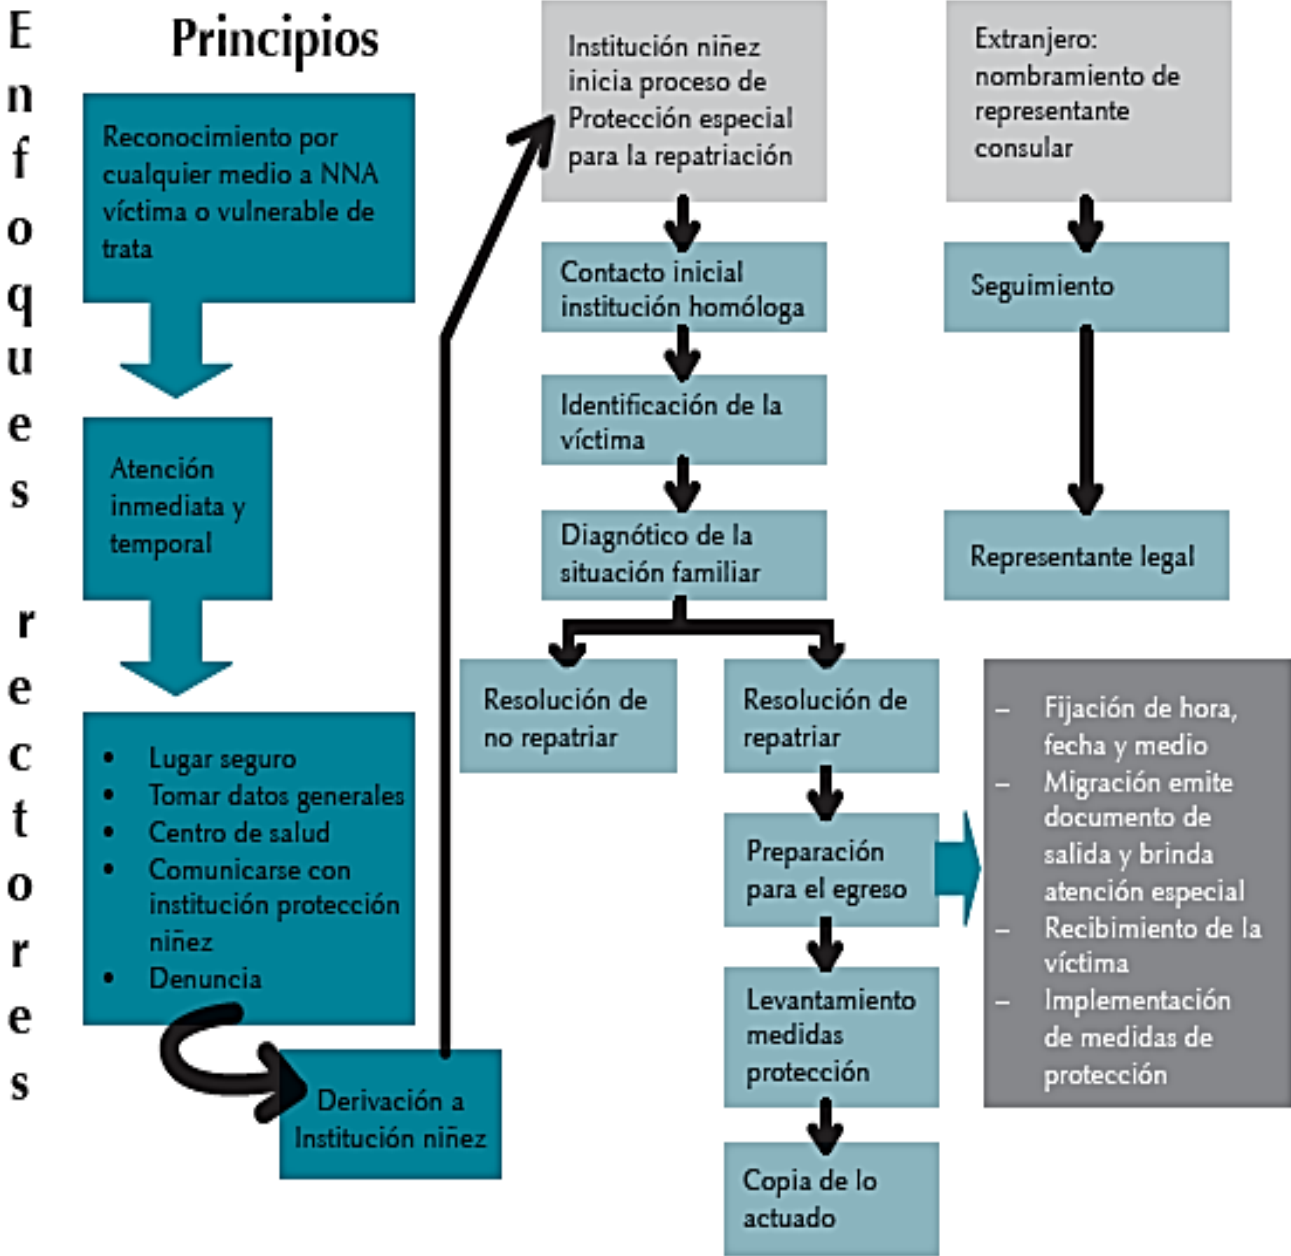 Enfoques rectores
Principios
Reconocimiento por
cualquier medio a NNA
víctima o vulnerable de
trata
Atención
inmediata y
temporal
• Lugar seguro
• Tomar datos generales
• Centro de salud
• Comunicarse con
institución protección
niñez
• Denuncia
Derivación a
Institución niñez
Institución niñez
inicia proceso de
Protección especial
para la repatriación
Contacto inicial
institución homóloga
Identificación de la
víctima
Diagnótico de la
situación familiar
Resolución de
no repatriar
Resolución de
repatriar
Preparación
para el egreso
Levantamiento
medidas
protección
Copia de lo
actuado
Extranjero:
nombramiento de
representante
consular
Seguimiento
Representante legal
– Fijación de hora,
fecha y medio
– Migración emite
documento de
salida y brinda
atención especial
– Recibimiento de la
víctima
– Implementación
de medidas de
protección